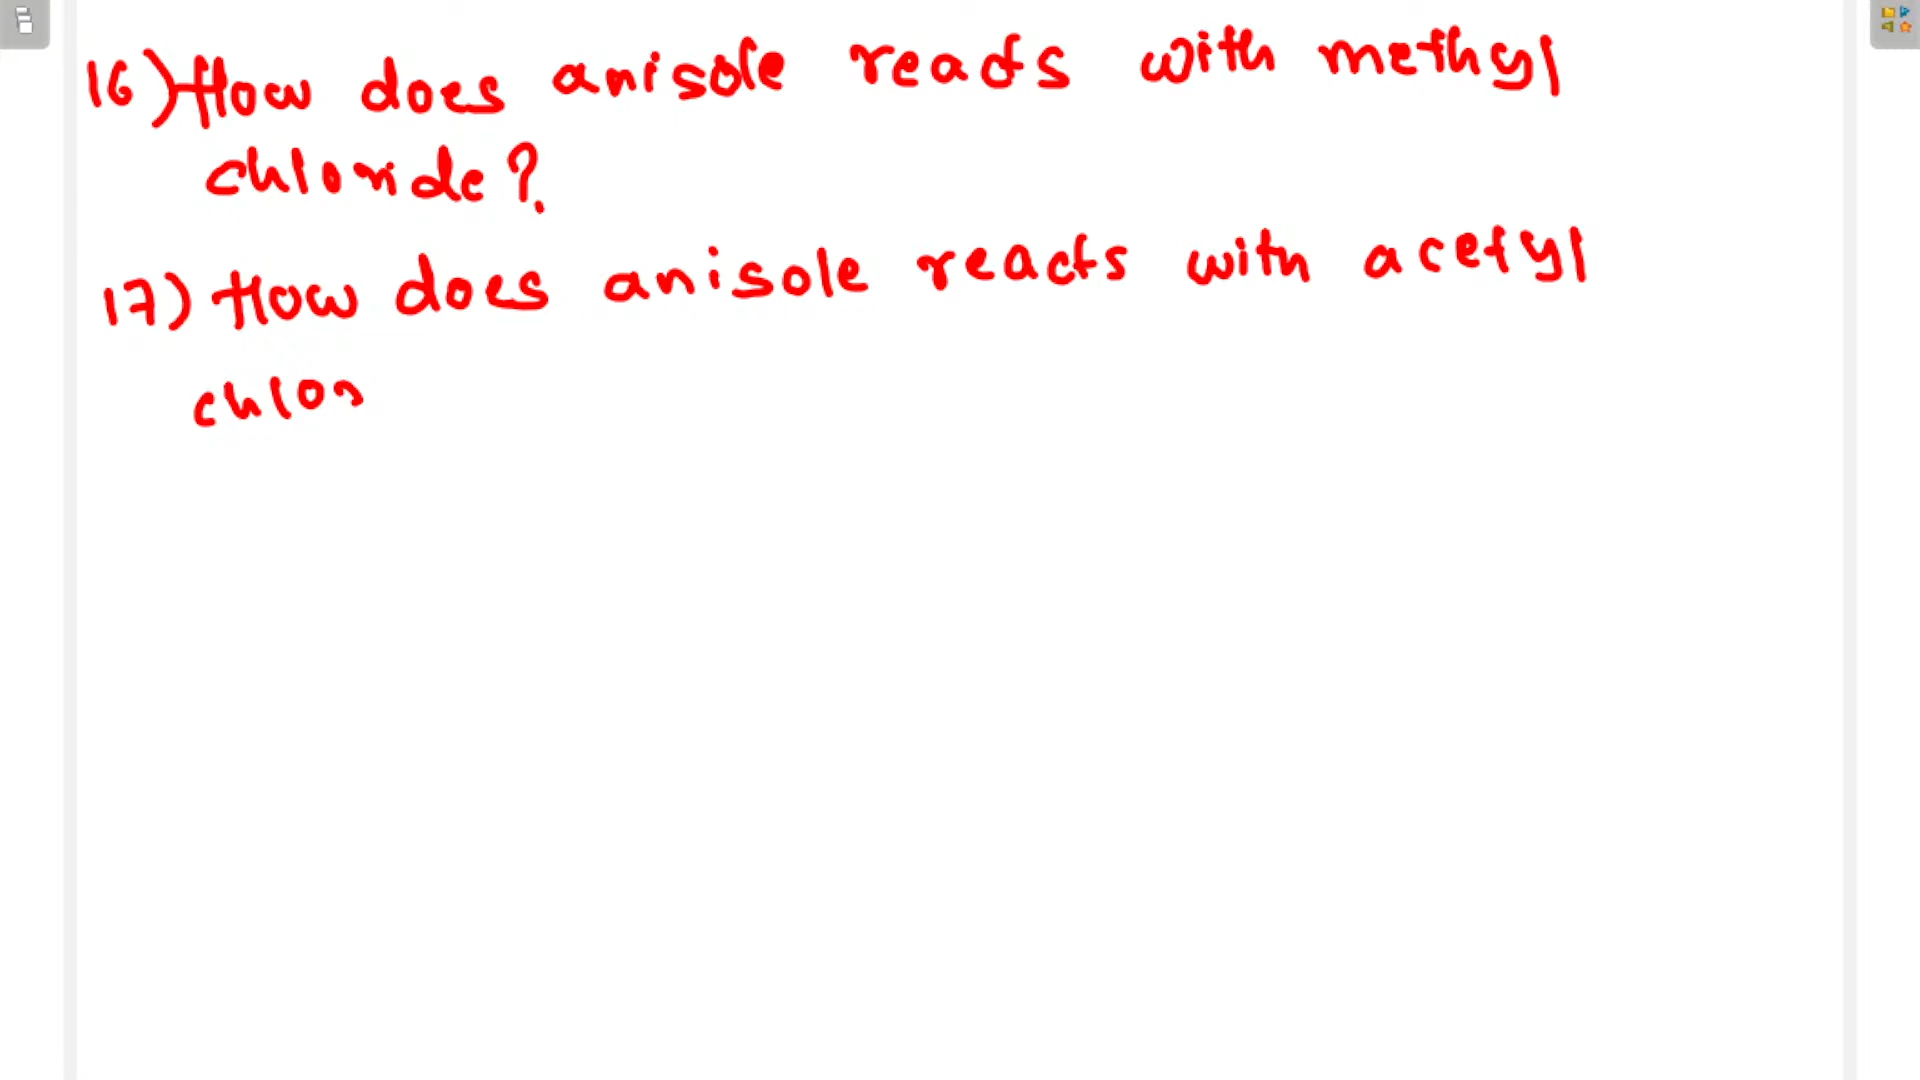 16) How does anisole reacts with methyl
chloride?
17) How does anisole reacts with acetyl
chlor